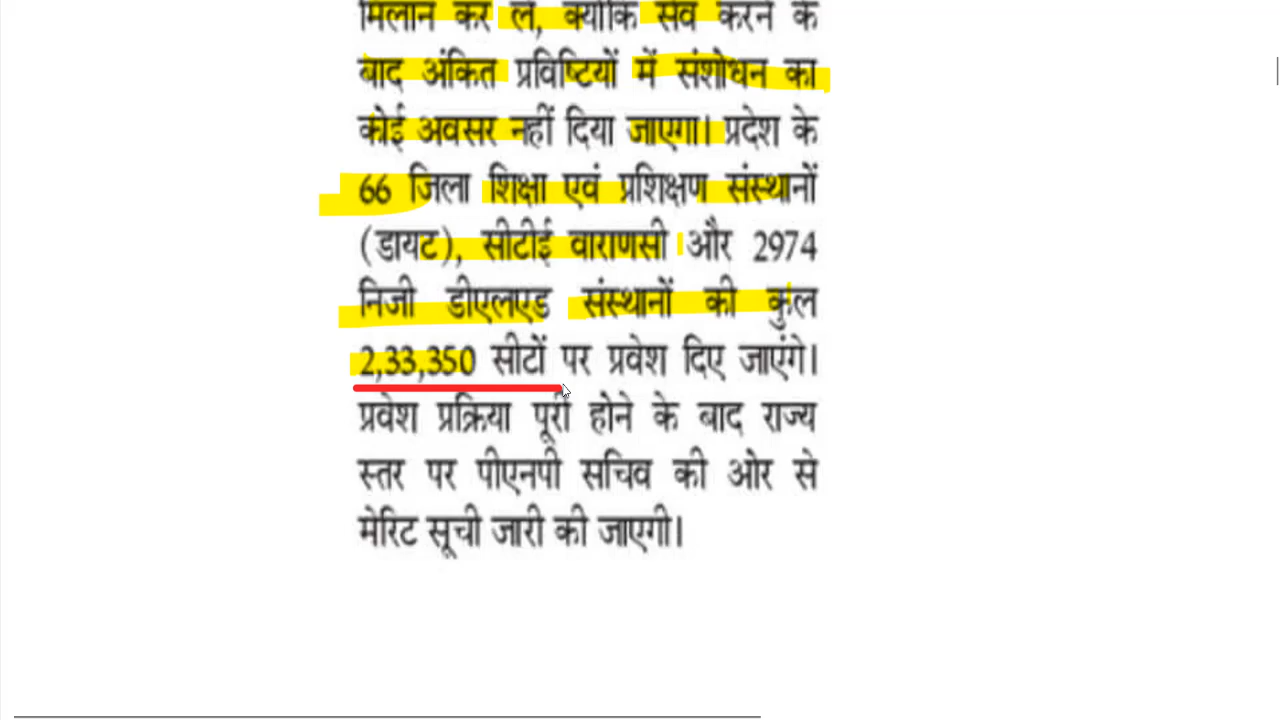 मिलान कर लें, क्योंकि सेव करने के
बाद अंकित प्रविष्टियों में संशोधन का
कोई अवसर नहीं दिया जाएगा। प्रदेश के
66 जिला शिक्षा एवं प्रशिक्षण संस्थानों
(डायट), सीटीई वाराणसी और 2974
निजी डीएलएड संस्थानों की कुल
2,33,350 सीटों पर प्रवेश दिए जाएंगे।
प्रवेश प्रक्रिया पूरी होने के बाद राज्य
स्तर पर पीएनपी सचिव की ओर से
मेरिट सूची जारी की जाएगी।